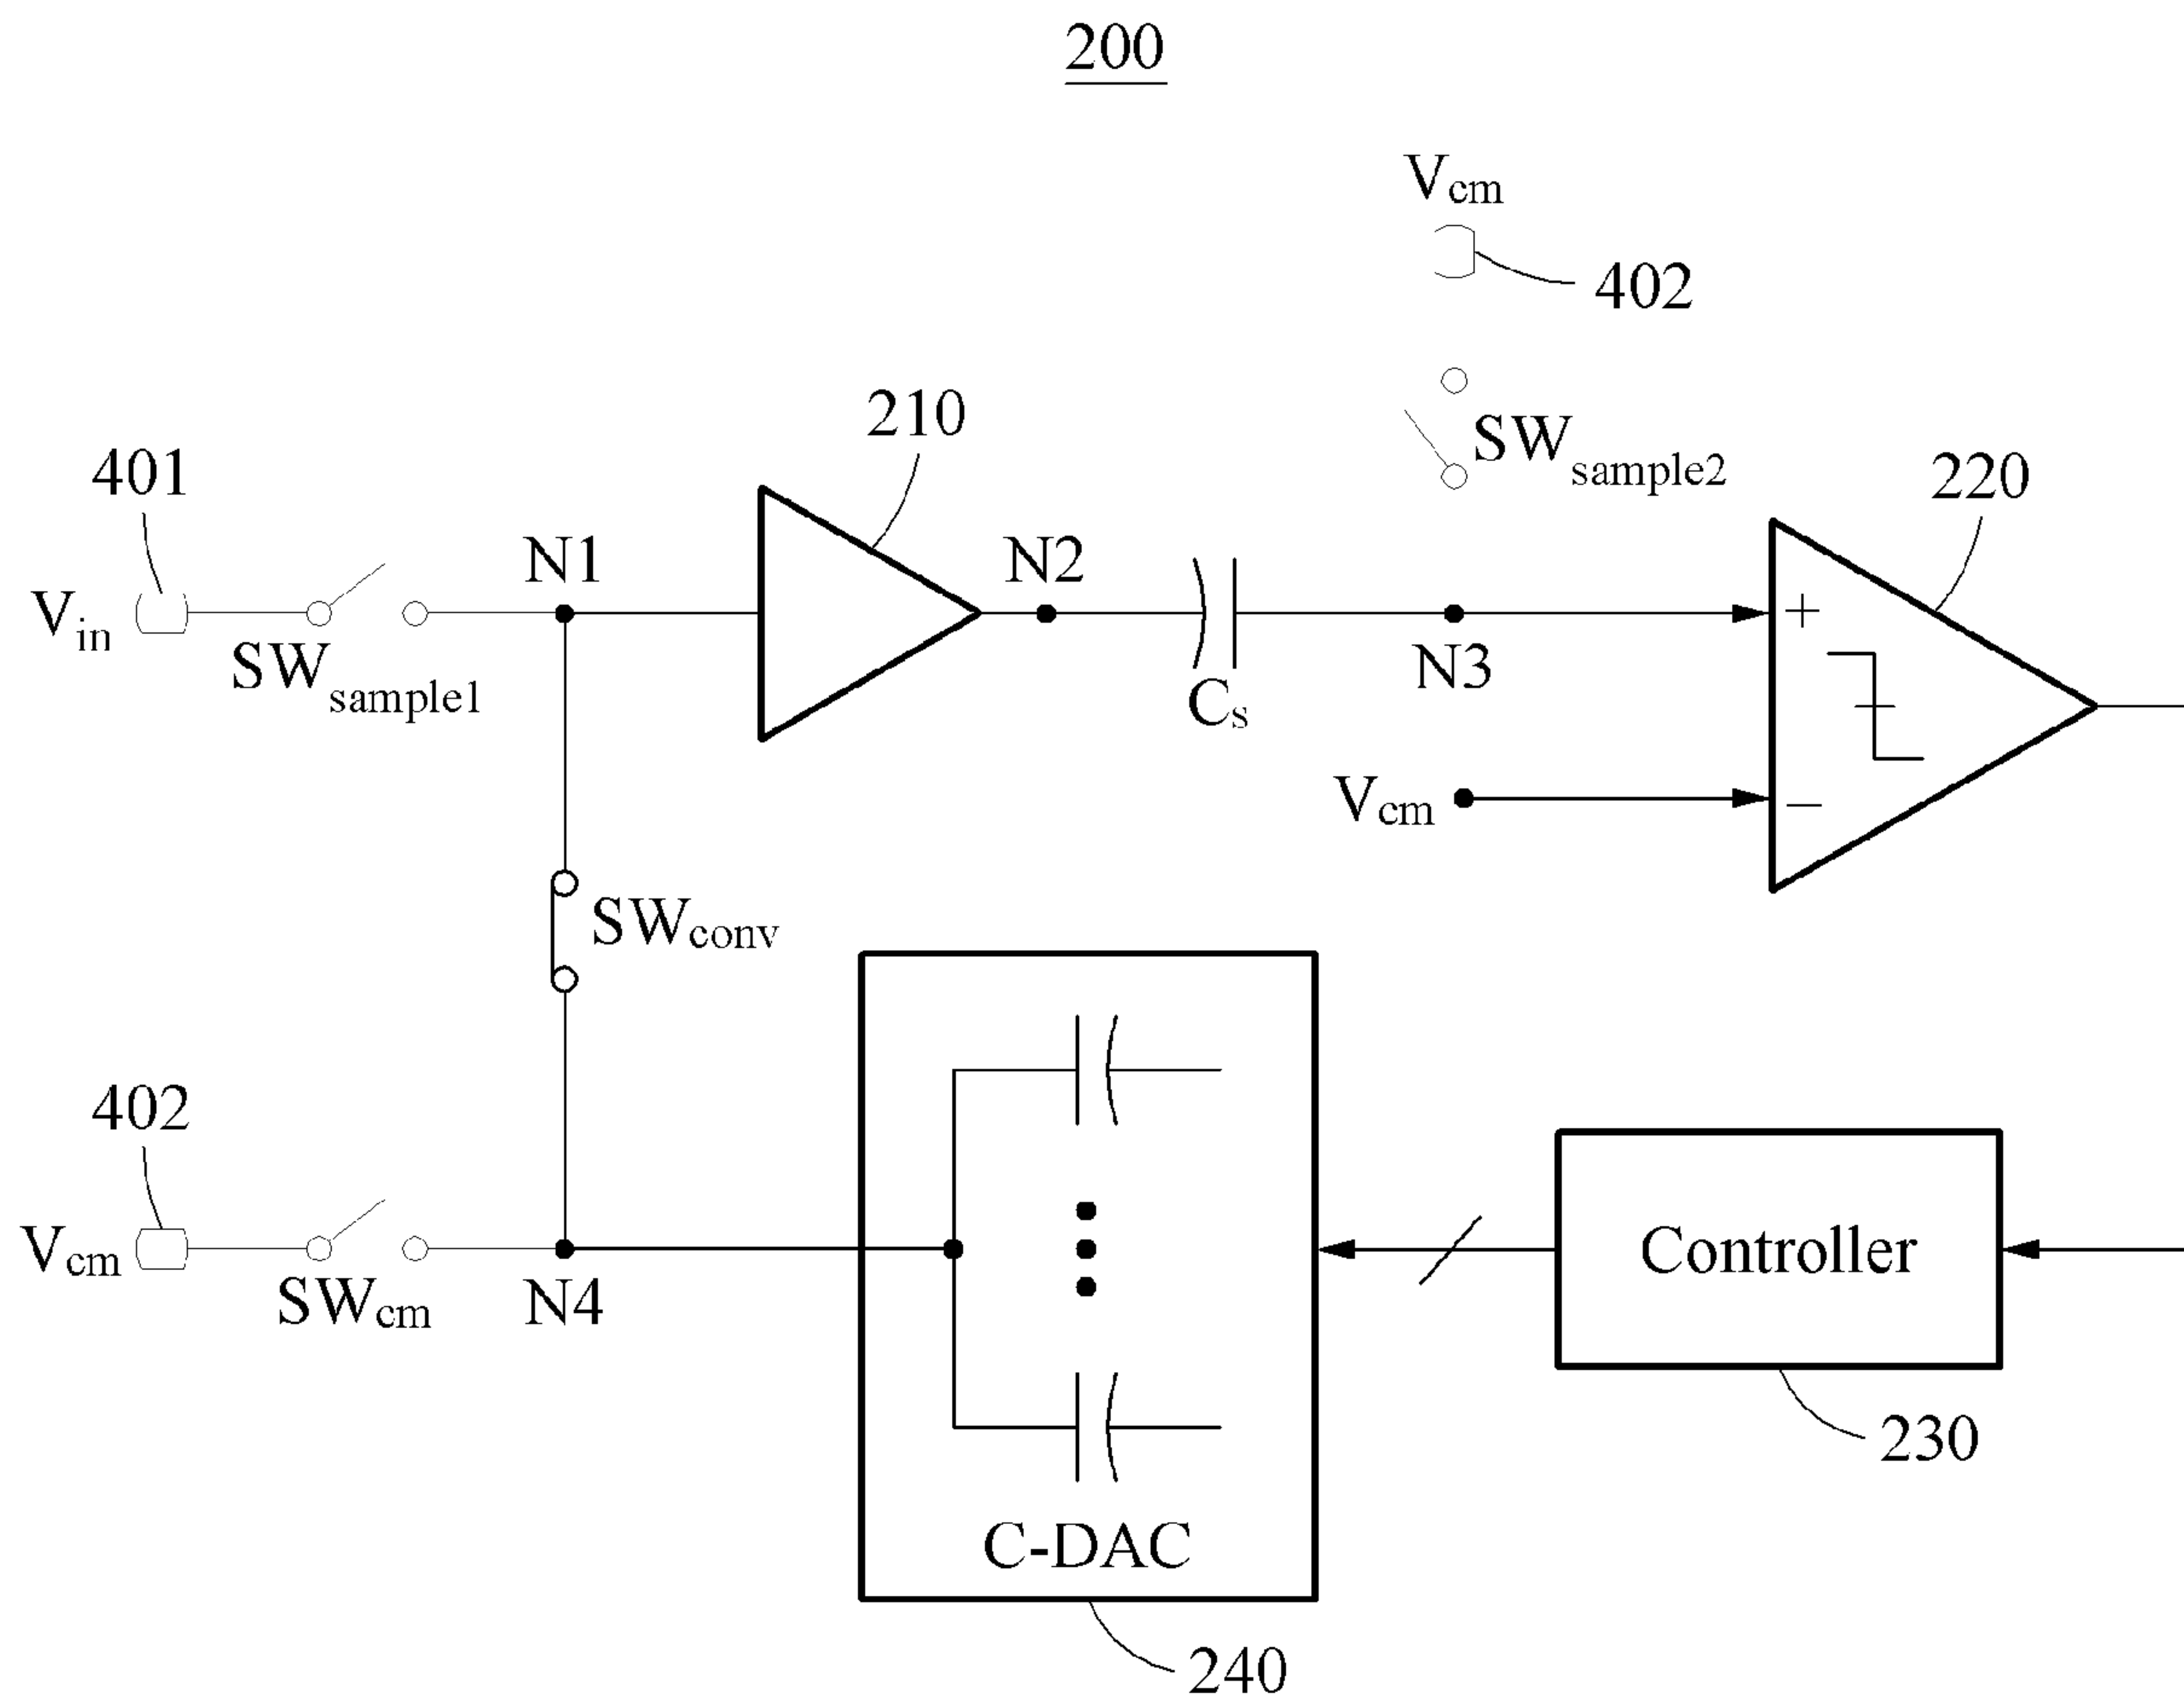 200
Vcm
402
210
SWsample2
401
220
N1
N2
Vin
+
SWsample1
N3
Cs
Vcm
−
SWconv
402
Vcm
Controller
SWcm
N4
230
C-DAC
240